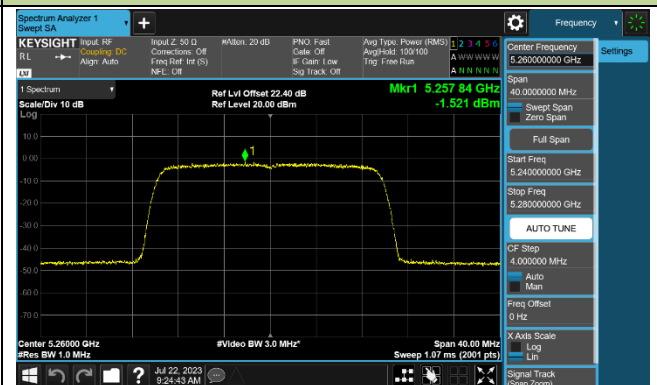 Spectrum Analyzer 1
Swept SA
+
Frequency
KEYSIGHT Input: RF
RL Coupling: DC
Align: Auto
Input Z: 50 Ω
Corrections: Off
Freq Ref: Int (S)
NFE: Off
#Atten: 20 dB
PNO: Fast
Gate: Off
IF Gain: Low
Sig Track: Off
Avg Type: Power (RMS)
Avg|Hold: 100/100
Trig: Free Run
1 2 3 4 5 6
A W W W W W
A N N N N N
LXI
1 Spectrum
Scale/Div 10 dB
Log
Ref Lvl Offset 22.40 dB
Ref Level 20.00 dBm
Mkr1 5.257 84 GHz
-1.521 dBm
1
10.0
0.00
-10.0
-20.0
-30.0
-40.0
-50.0
-60.0
-70.0
Center 5.26000 GHz
#Res BW 1.0 MHz
#Video BW 3.0 MHz*
Span 40.00 MHz
Sweep 1.07 ms (2001 pts)
Center Frequency
5.260000000 GHz
Settings
Span
40.0000000 MHz
Swept Span
Zero Span
Full Span
Start Freq
5.240000000 GHz
Stop Freq
5.280000000 GHz
AUTO TUNE
CF Step
4.000000 MHz
Auto
Man
Freq Offset
0 Hz
X Axis Scale
Log
Lin
Signal Track
(Span Zoom)
?
Jul 22, 2023
9:24:43 AM